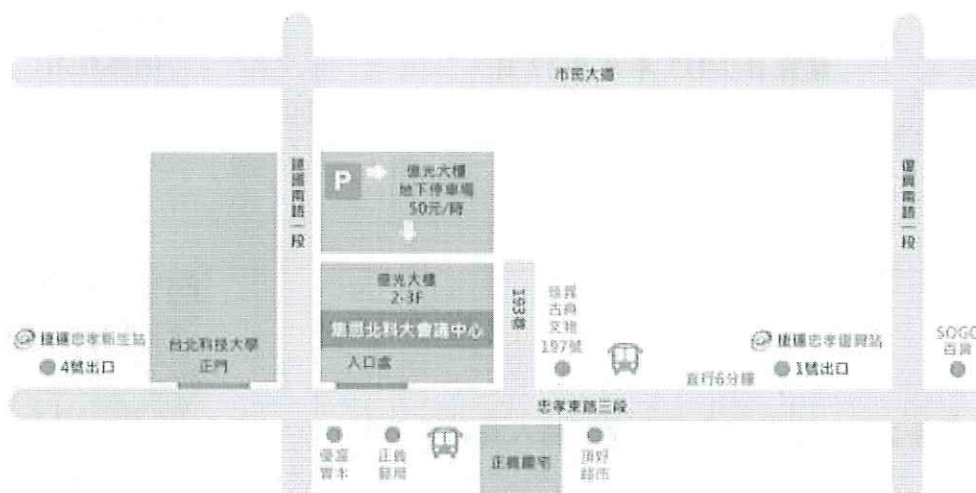 市民大道
建國南路一段
復興南路一段
P
億光大樓
地下停車場
50元/時
億光大樓
2-3F
集思北科大會議中心
入口處
193巷
古典
文物
197號
捷運忠孝新生站
4號出口
台北科技大學
正門
捷運忠孝復興站
1號出口
直行6分鐘
SOGO
百貨
忠孝東路三段
正義
正義國宅
頂好
超市